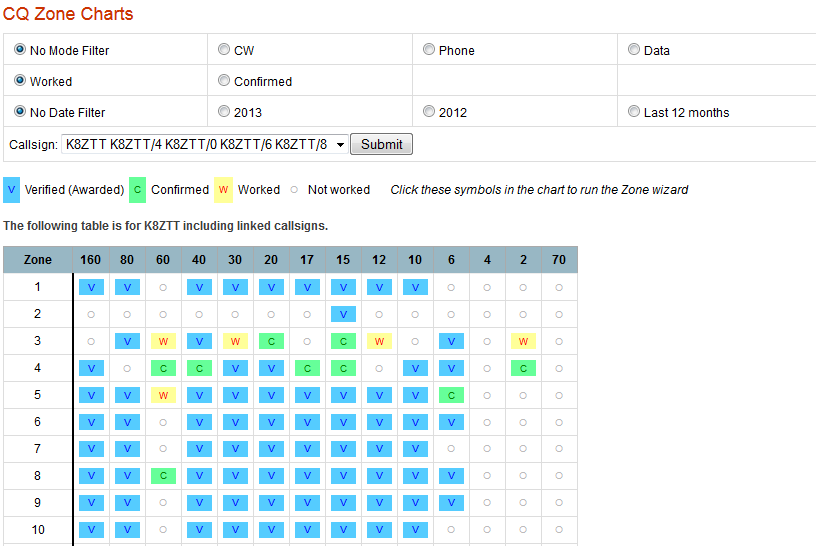 CQ Zone Charts
No Mode Filter CW Phone Data
Worked Confirmed
No Date Filter 2013 2012 Last 12 months
Callsign: K8ZTT K8ZTT/4 K8ZTT/0 K8ZTT/6 K8ZTT/8 Submit
V Verified (Awarded) C Confirmed W Worked Not worked Click these symbols in the chart to run the Zone wizard
The following table is for K8ZTT including linked callsigns.
Zone 160 80 60 40 30 20 17 15 12 10 6 4 2 70
1 V V V V V V V V V
2 V
3 V W V W C C W V W
4 V C C V V C C V V C
5 V V W V V V V V V V C
6 V V V V V V V V V V
7 V V V V V V V V V
8 V V C V V V V V V V V
9 V V V V V V V V V V
10 V V V V V V V V V